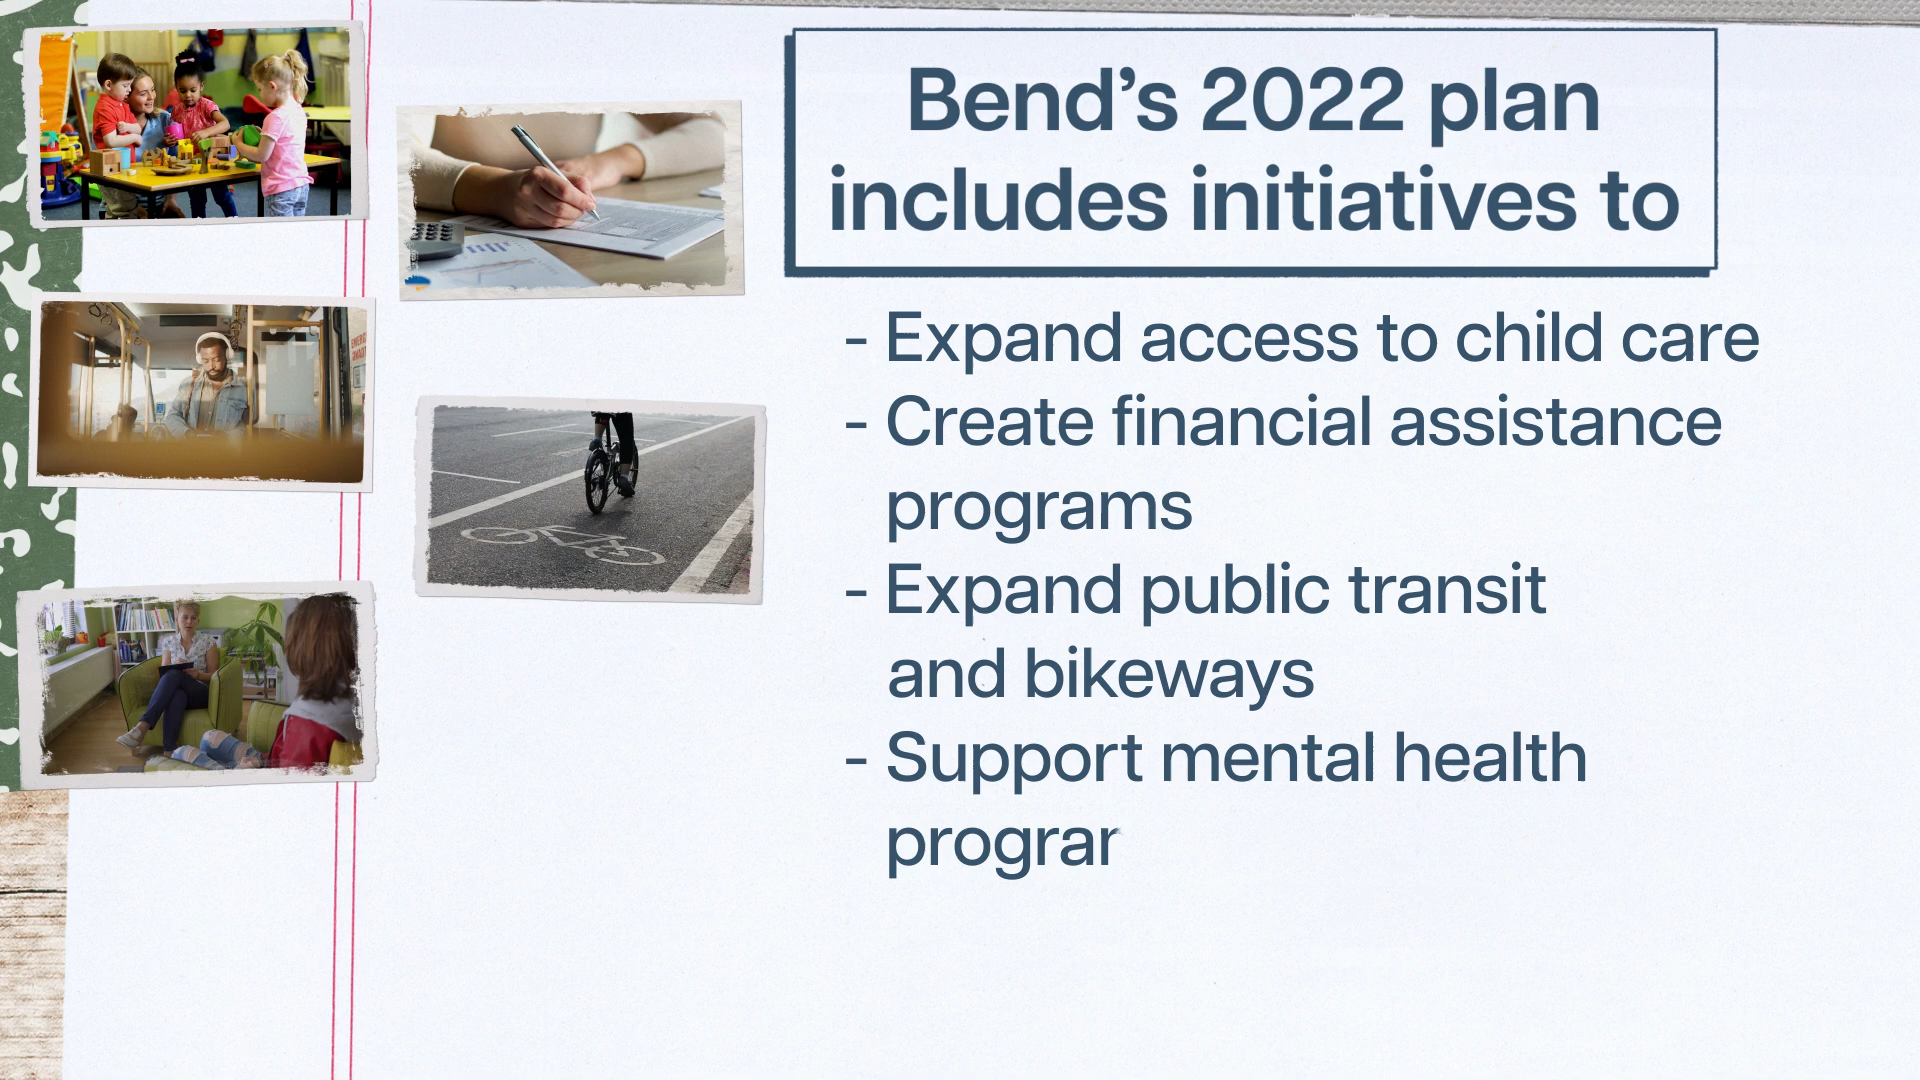 Bend’s 2022 plan
includes initiatives to
- Expand access to child care
- Create financial assistance
programs
- Expand public transit
and bikeways
- Support mental health